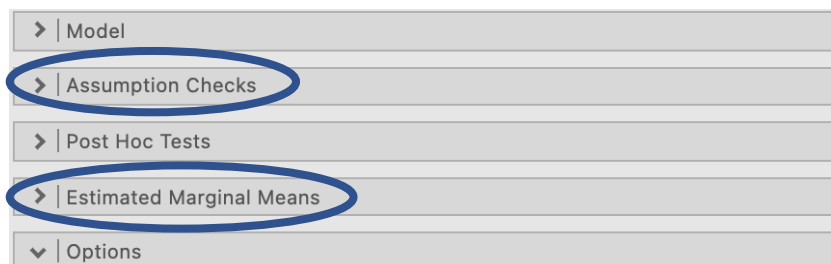 Model
Assumption Checks
Post Hoc Tests
Estimated Marginal Means
Options